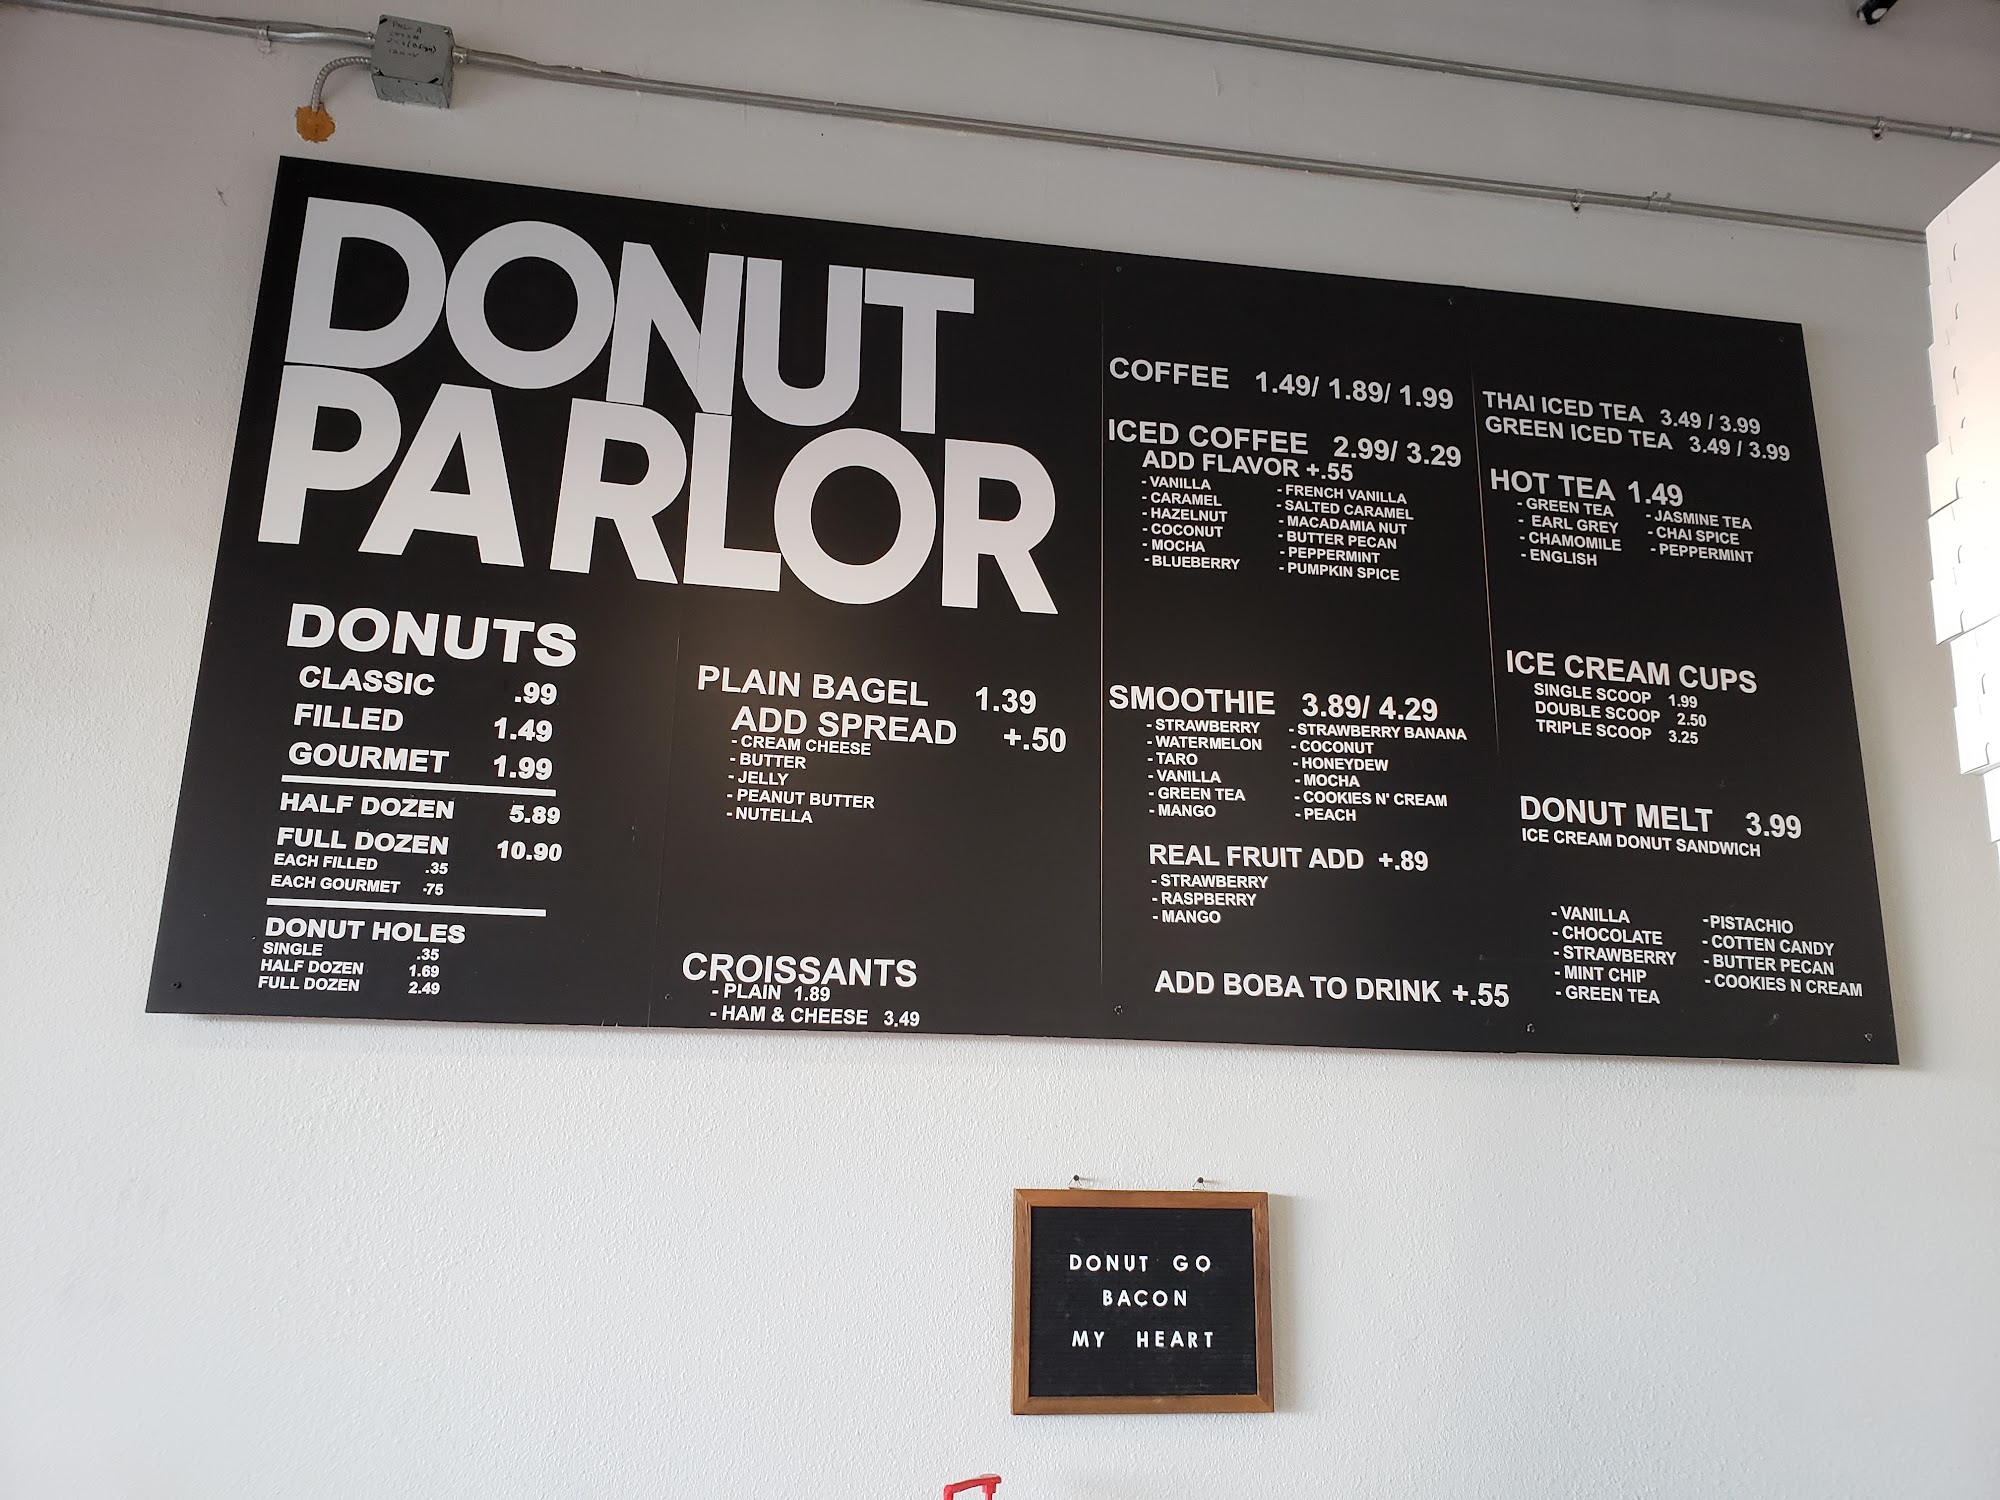 DONUT
PARLOR
DONUTS
CLASSIC .99
FILLED 1.49
GOURMET 1.99
HALF DOZEN 5.89
FULL DOZEN 10.90
EACH FILLED .35
EACH GOURMET -75
DONUT HOLES
SINGLE .35
HALF DOZEN 1.69
FULL DOZEN 2.49
PLAIN BAGEL 1.39
ADD SPREAD +.50
- CREAM CHEESE
- BUTTER
- JELLY
- PEANUT BUTTER
- NUTELLA
CROISSANTS
- PLAIN 1.89
- HAM & CHEESE 3.49
COFFEE 1.49/ 1.89/ 1.99
ICED COFFEE 2.99/ 3.29
ADD FLAVOR +.55
- VANILLA
- CARAMEL
- HAZELNUT
- COCONUT
- MOCHA
- BLUEBERRY
- FRENCH VANILLA
- SALTED CARAMEL
- MACADAMIA NUT
- BUTTER PECAN
- PEPPERMINT
- PUMPKIN SPICE
SMOOTHIE 3.89/ 4.29
- STRAWBERRY
- WATERMELON
- TARO
- VANILLA
- GREEN TEA
- MANGO
- STRAWBERRY BANANA
- COCONUT
- HONEYDEW
- MOCHA
- COOKIES N' CREAM
- PEACH
REAL FRUIT ADD +.89
- STRAWBERRY
- RASPBERRY
- MANGO
ADD BOBA TO DRINK +.55
THAI ICED TEA 3.49 / 3.99
GREEN ICED TEA 3.49 / 3.99
HOT TEA 1.49
- GREEN TEA
- EARL GREY
- CHAMOMILE
- ENGLISH
- JASMINE TEA
- CHAI SPICE
- PEPPERMINT
ICE CREAM CUPS
SINGLE SCOOP 1.99
DOUBLE SCOOP 2.50
TRIPLE SCOOP 3.25
DONUT MELT 3.99
ICE CREAM DONUT SANDWICH
- VANILLA
- CHOCOLATE
- STRAWBERRY
- MINT CHIP
- GREEN TEA
-PISTACHIO
- COTTEN CANDY
- BUTTER PECAN
- COOKIES N CREAM
DONUT GO
BACON
MY HEART